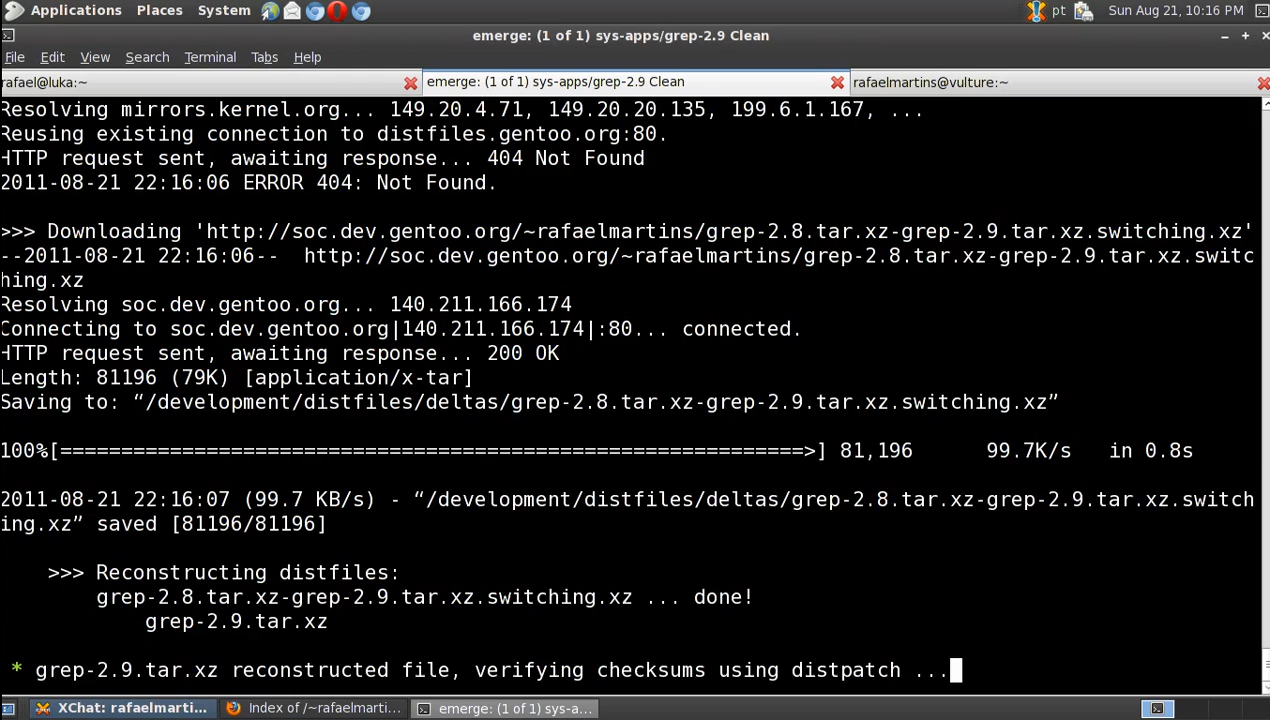 Applications Places System pt Sun Aug 21, 10:16 PM
emerge: (1 of 1) sys-apps/grep-2.9 Clean
File Edit View Search Terminal Tabs Help
rafael@luka:~ emerge: (1 of 1) sys-apps/grep-2.9 Clean rafaelmartins@vulture:~
Resolving mirrors.kernel.org... 149.20.4.71, 149.20.20.135, 199.6.1.167, ...
Reusing existing connection to distfiles.gentoo.org:80.
HTTP request sent, awaiting response... 404 Not Found
2011-08-21 22:16:06 ERROR 404: Not Found.
>>> Downloading 'http://soc.dev.gentoo.org/~rafaelmartins/grep-2.8.tar.xz-grep-2.9.tar.xz.switching.xz'
--2011-08-21 22:16:06--  http://soc.dev.gentoo.org/~rafaelmartins/grep-2.8.tar.xz-grep-2.9.tar.xz.switc
hing.xz
Resolving soc.dev.gentoo.org... 140.211.166.174
Connecting to soc.dev.gentoo.org|140.211.166.174|:80... connected.
HTTP request sent, awaiting response... 200 OK
Length: 81196 (79K) [application/x-tar]
Saving to: “/development/distfiles/deltas/grep-2.8.tar.xz-grep-2.9.tar.xz.switching.xz”
100%[==============================================================>] 81,196      99.7K/s   in 0.8s
2011-08-21 22:16:07 (99.7 KB/s) - “/development/distfiles/deltas/grep-2.8.tar.xz-grep-2.9.tar.xz.switch
ing.xz” saved [81196/81196]
>>> Reconstructing distfiles:
grep-2.8.tar.xz-grep-2.9.tar.xz.switching.xz ... done!
grep-2.9.tar.xz
* grep-2.9.tar.xz reconstructed file, verifying checksums using distpatch ...
XChat: rafaelmarti... Index of /~rafaelmarti... emerge: (1 of 1) sys-a...